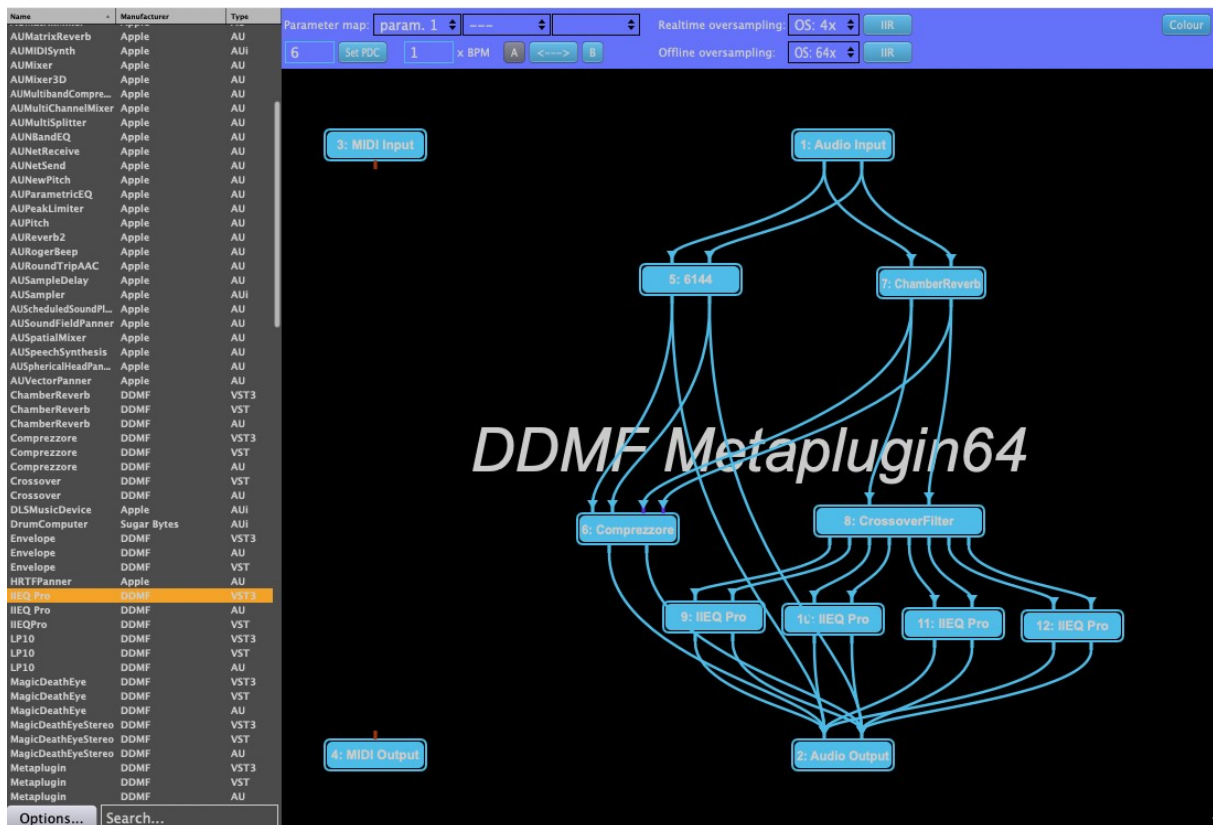 Name Manufacturer Type
AUMatrixReverb Apple AU
AUMIDISynth Apple AUi
AUMixer Apple AU
AUMixer3D Apple AU
AUMultibandCompre... Apple AU
AUMultiChannelMixer Apple AU
AUMultiSplitter Apple AU
AUNBandEQ Apple AU
AUNetReceive Apple AU
AUNetSend Apple AU
AUNewPitch Apple AU
AUParametricEQ Apple AU
AUPeakLimiter Apple AU
AUPitch Apple AU
AUReverb2 Apple AU
AURogerBeep Apple AU
AURoundTripAAC Apple AU
AUSampleDelay Apple AU
AUSampler Apple AUi
AUScheduledSoundPl... Apple AU
AUSoundFieldPanner Apple AU
AUSpatialMixer Apple AU
AUSpeechSynthesis Apple AU
AUSphericalHeadPan... Apple AU
AUVectorPanner Apple AU
ChamberReverb DDMF VST3
ChamberReverb DDMF VST
ChamberReverb DDMF AU
Comprezzore DDMF VST3
Comprezzore DDMF VST
Comprezzore DDMF AU
Crossover DDMF VST
Crossover DDMF AU
DLSMusicDevice Apple AUi
DrumComputer Sugar Bytes AUi
Envelope DDMF VST3
Envelope DDMF AU
Envelope DDMF VST
HRTFPanner Apple AU
IIEQ Pro DDMF VST3
IIEQ Pro DDMF AU
IIEQPro DDMF VST
LP10 DDMF VST3
LP10 DDMF VST
LP10 DDMF AU
MagicDeathEye DDMF VST3
MagicDeathEye DDMF VST
MagicDeathEye DDMF AU
MagicDeathEyeStereo DDMF VST3
MagicDeathEyeStereo DDMF VST
MagicDeathEyeStereo DDMF AU
Metaplugin DDMF VST3
Metaplugin DDMF VST
Metaplugin DDMF AU
Options... Search...
Parameter map: param. 1 --- Realtime oversampling: OS: 4x IIR Colour
6 Set PDC 1 x BPM A <---> B Offline oversampling: OS: 64x IIR
3: MIDI Input 1: Audio Input
5: 6144 7: ChamberReverb
DDMF Metaplugin64
6: Comprezzore 8: CrossoverFilter
9: IIEQ Pro 10: IIEQ Pro 11: IIEQ Pro 12: IIEQ Pro
4: MIDI Output 2: Audio Output